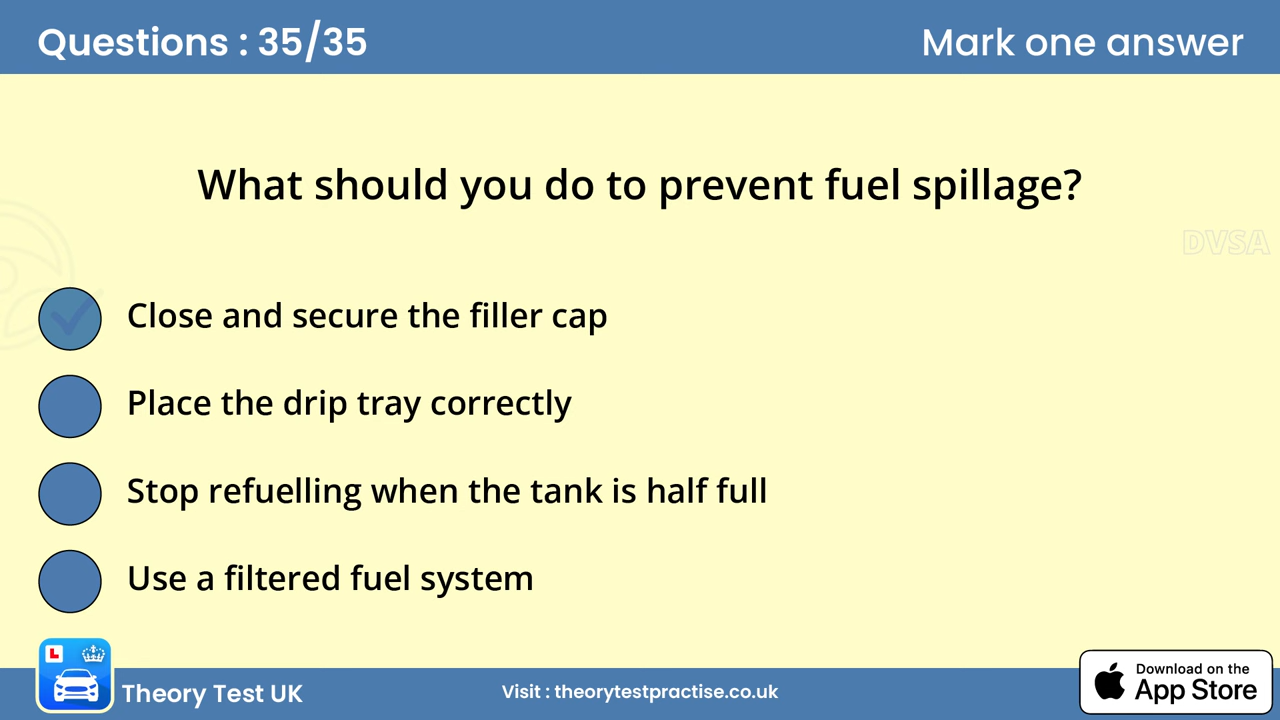 Questions : 35/35
Mark one answer
What should you do to prevent fuel spillage?
DVSA
Close and secure the filler cap
Place the drip tray correctly
Stop refuelling when the tank is half full
Use a filtered fuel system
L
Theory Test UK
Visit : theorytestpractise.co.uk
Download on the
App Store